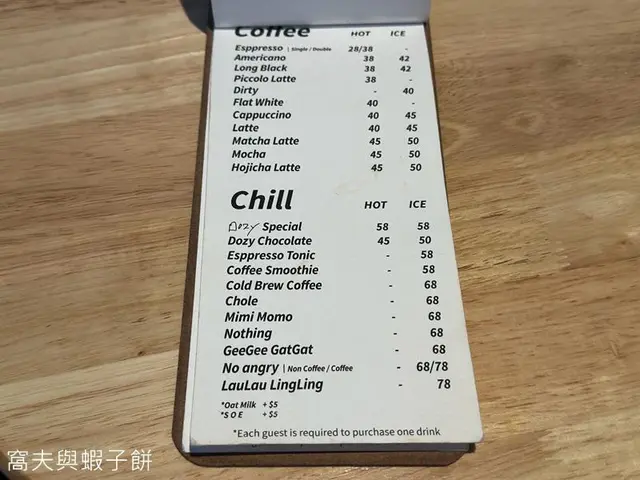 Coffee HOT ICE
Esppresso | Single / Double 28/38 -
Americano 38 42
Long Black 38 42
Piccolo Latte 38 -
Dirty - 40
Flat White 40 -
Cappuccino 40 45
Latte 40 45
Matcha Latte 45 50
Mocha 45 50
Hojicha Latte 45 50
Chill HOT ICE
Dozy Special 58 58
Dozy Chocolate 45 50
Esppresso Tonic - 58
Coffee Smoothie - 58
Cold Brew Coffee - 68
Chole - 68
Mimi Momo - 68
Nothing - 68
GeeGee GatGat - 68
No angry | Non Coffee / Coffee - 68/78
LauLau LingLing - 78
*Oat Milk + $5
*S O E + $5
*Each guest is required to purchase one drink
窩夫與蝦子餅